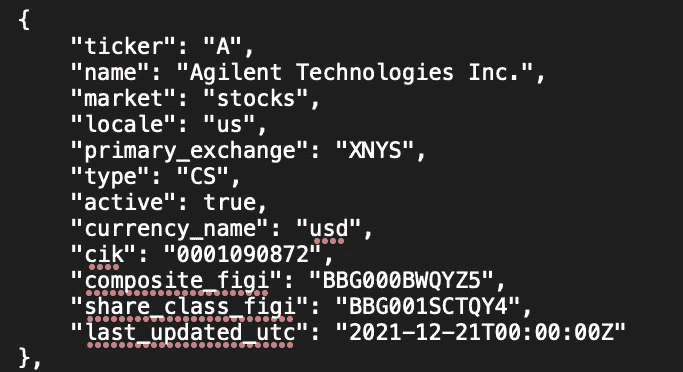 {
"ticker": "A",
"name": "Agilent Technologies Inc.",
"market": "stocks",
"locale": "us",
"primary_exchange": "XNYS",
"type": "CS",
"active": true,
"currency_name": "usd",
"cik": "0001090872",
"composite_figi": "BBG000BWQYZ5",
"share_class_figi": "BBG001SCTQY4",
"last_updated_utc": "2021-12-21T00:00:00Z"
},